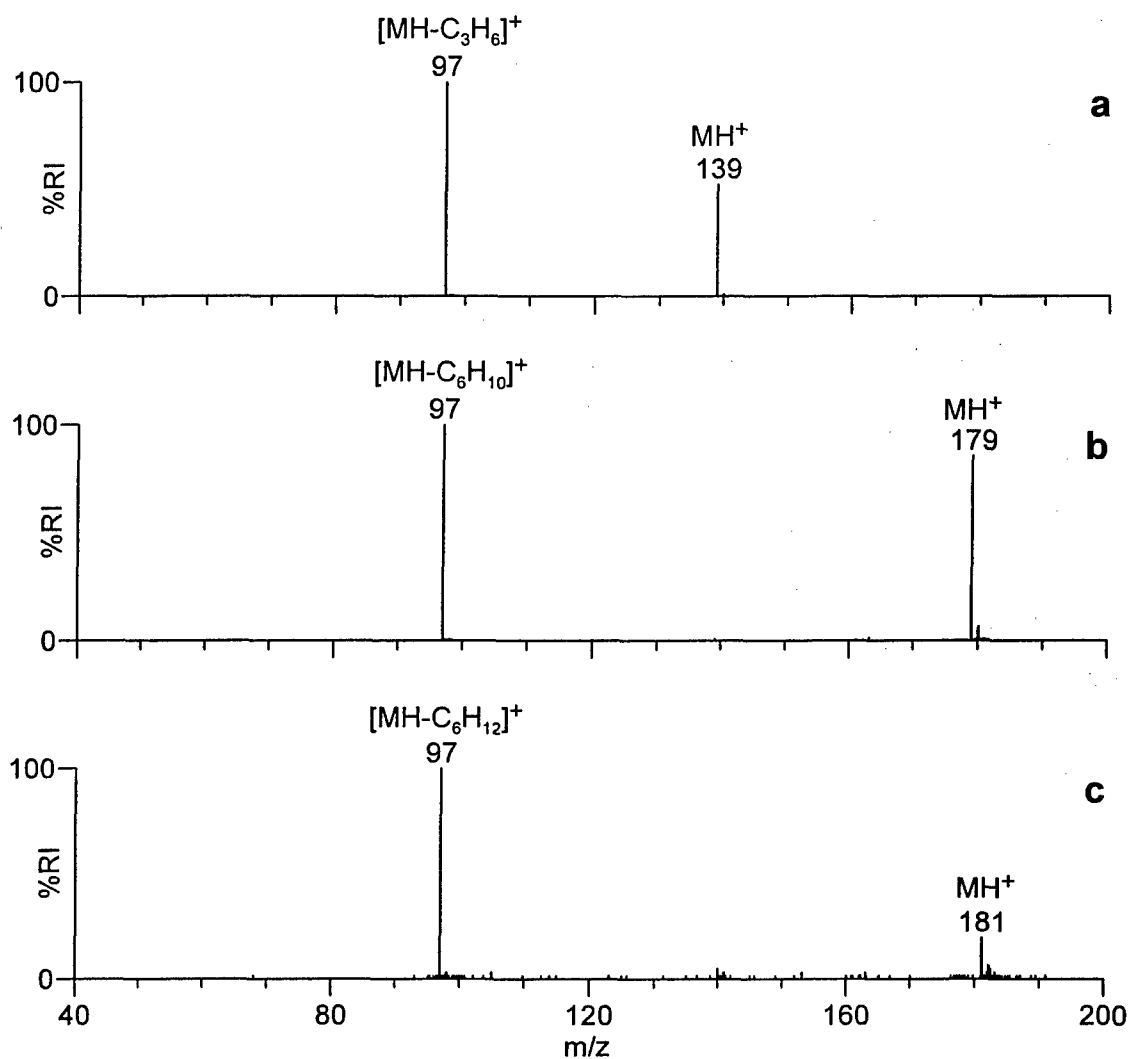 [MH-C₃H₆]⁺
97
100
a
MH⁺
139
%RI
0
[MH-C₆H₁₀]⁺
97
100
MH⁺
179
b
%RI
0
[MH-C₆H₁₂]⁺
97
100
c
%RI
MH⁺
181
0
40 80 120 160 200
m/z